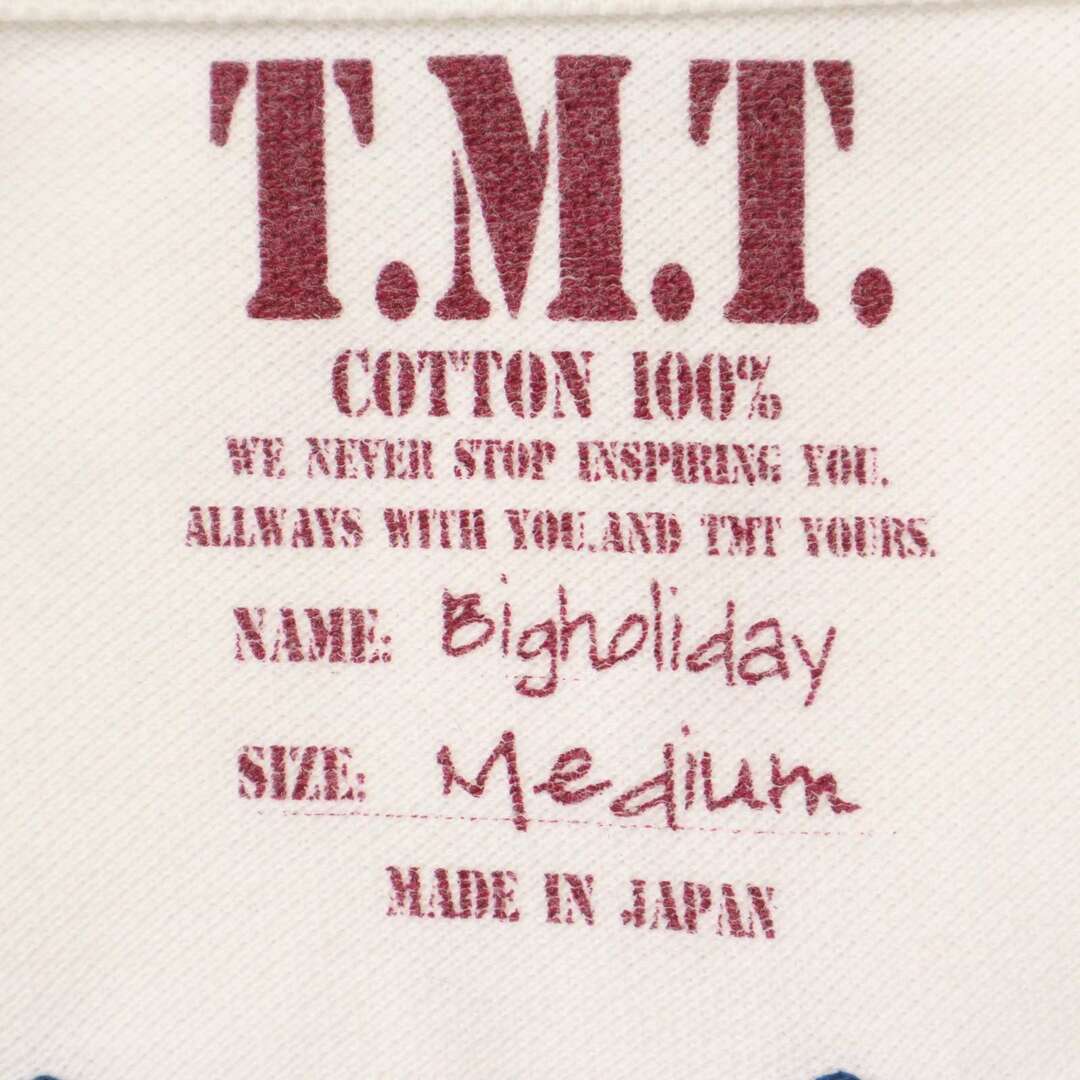 T.M.T.
COTTON 100%
WE NEVER STOP INSPIRING YOU.
ALLWAYS WITH YOU.AND TMT YOURS.
NAME: Bigholiday
SIZE: Medium
MADE IN JAPAN